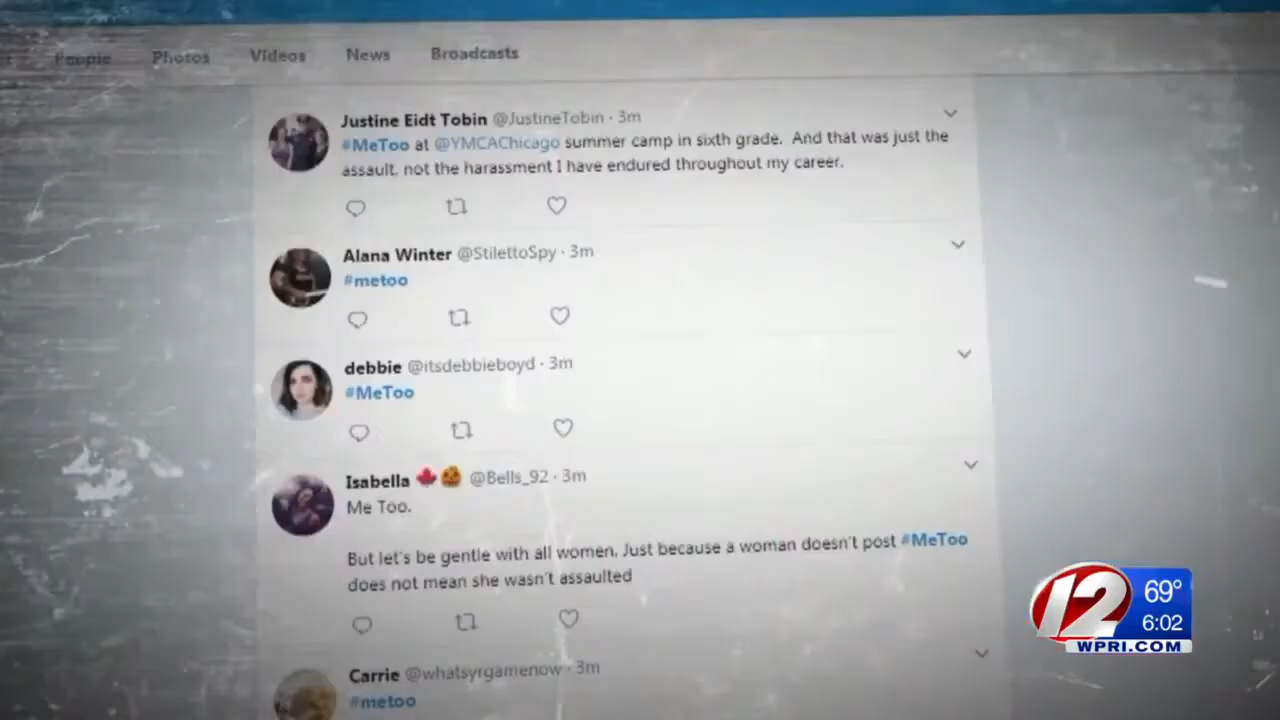 People Photos Videos News Broadcasts
Justine Eidt Tobin @JustineTobin · 3m
#MeToo at @YMCAChicago summer camp in sixth grade. And that was just the
assault, not the harassment I have endured throughout my career.
Alana Winter @StilettoSpy · 3m
#metoo
debbie @itsdebbieboyd · 3m
#MeToo
Isabella @Bells_92 · 3m
Me Too.
But let's be gentle with all women. Just because a woman doesn't post #MeToo
does not mean she wasn't assaulted
Carrie @whatsyrgamenow · 3m
#metoo
12
69°
6:02
WPRI.COM